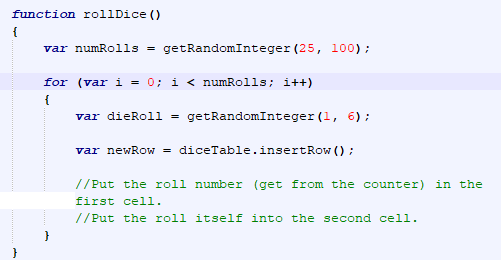 function rollDice()
{
var numRolls = getRandomInteger(25, 100);
for (var i = 0; i < numRolls; i++)
{
var dieRoll = getRandomInteger(1, 6);
var newRow = diceTable.insertRow();
//Put the roll number (get from the counter) in the
first cell.
//Put the roll itself into the second cell.
}
}